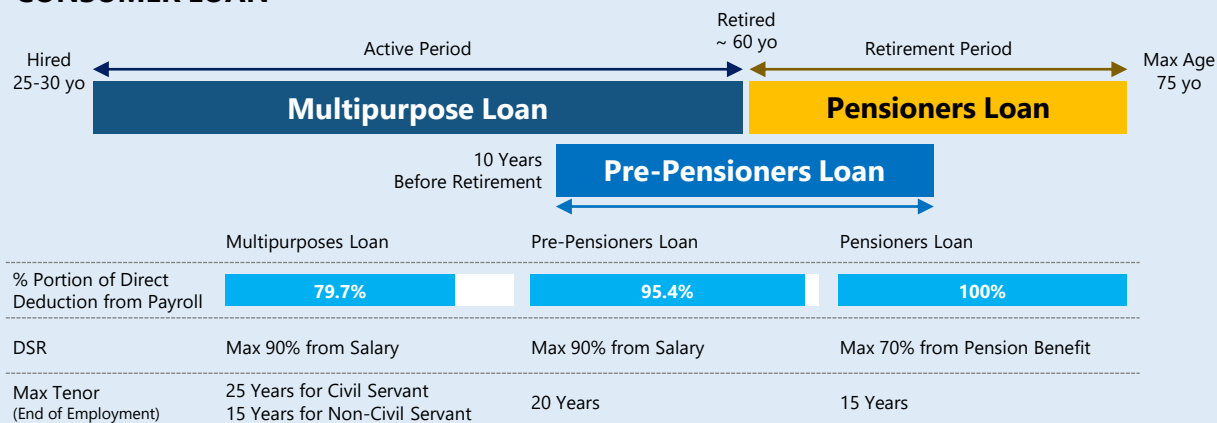 CONSUMER LOAN
Retired
~ 60 yo
Active Period
Retirement Period
Hired
25-30 yo
Max Age
75 yo
Multipurpose Loan
Pensioners Loan
10 Years
Before Retirement
Pre-Pensioners Loan
Multipurposes Loan
Pre-Pensioners Loan
Pensioners Loan
% Portion of Direct
Deduction from Payroll
79.7%
95.4%
100%
DSR
Max 90% from Salary
Max 90% from Salary
Max 70% from Pension Benefit
Max Tenor
(End of Employment)
25 Years for Civil Servant
15 Years for Non-Civil Servant
20 Years
15 Years